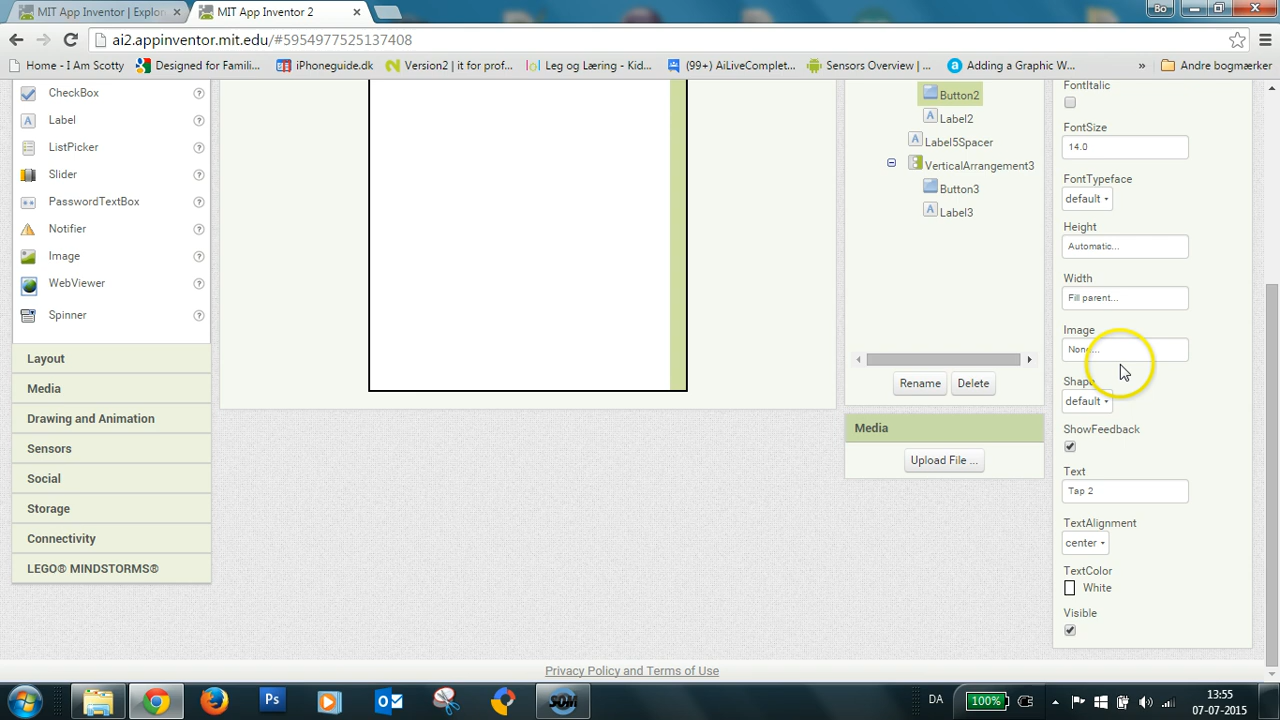 MIT App Inventor | Explor
MIT App Inventor 2
Bo
ai2.appinventor.mit.edu/#5954977525137408
Home - I Am Scotty
Designed for Famili...
iPhoneguide.dk
Version2 | it for prof...
Leg og Læring - Kid...
(99+) AiLiveComplet...
Sensors Overview | ...
Adding a Graphic W...
»
Andre bogmærker
CheckBox
Label
ListPicker
Slider
PasswordTextBox
Notifier
Image
WebViewer
Spinner
Layout
Media
Drawing and Animation
Sensors
Social
Storage
Connectivity
LEGO® MINDSTORMS®
Button2
Label2
Label5Spacer
VerticalArrangement3
Button3
Label3
Rename
Delete
Media
Upload File ...
FontItalic
FontSize
14.0
FontTypeface
default
Height
Automatic...
Width
Fill parent...
Image
None...
Shape
default
ShowFeedback
Text
Tap 2
TextAlignment
center
TextColor
White
Visible
Privacy Policy and Terms of Use
Ps
DA
100%
13:55
07-07-2015